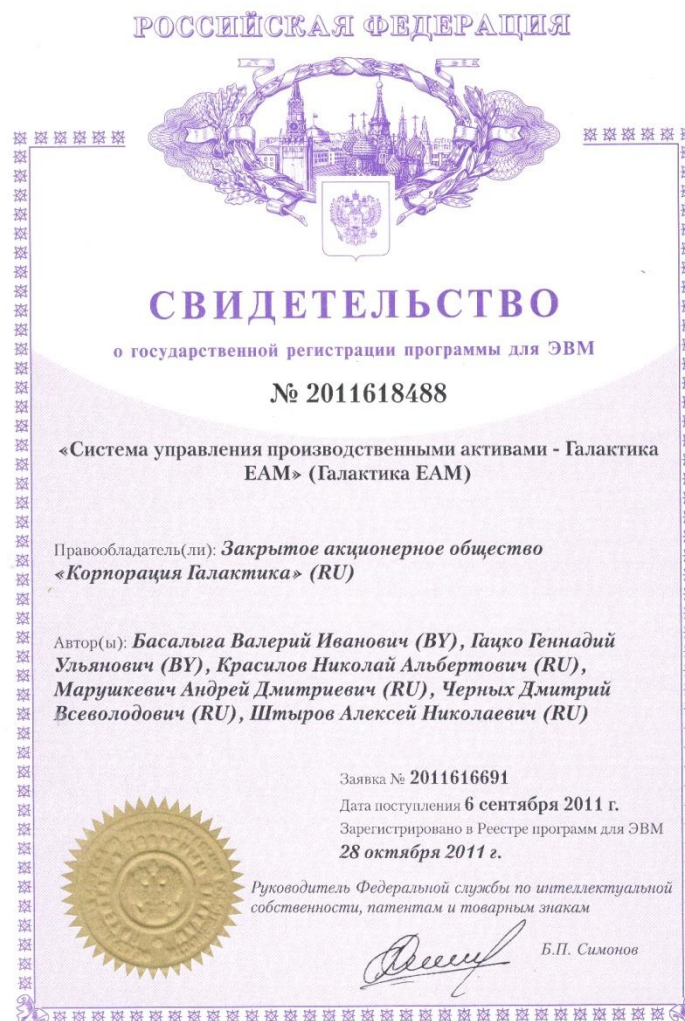 РОССИЙСКАЯ ФЕДЕРАЦИЯ
СВИДЕТЕЛЬСТВО
о государственной регистрации программы для ЭВМ
№ 2011618488
«Система управления производственными активами - Галактика
ЕАМ» (Галактика ЕАМ)
Правообладатель(ли): Закрытое акционерное общество
«Корпорация Галактика» (RU)
Автор(ы): Басалыга Валерий Иванович (BY), Гацко Геннадий
Ульянович (BY), Красилов Николай Альбертович (RU),
Марушкевич Андрей Дмитриевич (RU), Черных Дмитрий
Всеволодович (RU), Штыров Алексей Николаевич (RU)
Заявка № 2011616691
Дата поступления 6 сентября 2011 г.
Зарегистрировано в Реестре программ для ЭВМ
28 октября 2011 г.
Руководитель Федеральной службы по интеллектуальной
собственности, патентам и товарным знакам
Б.П. Симонов